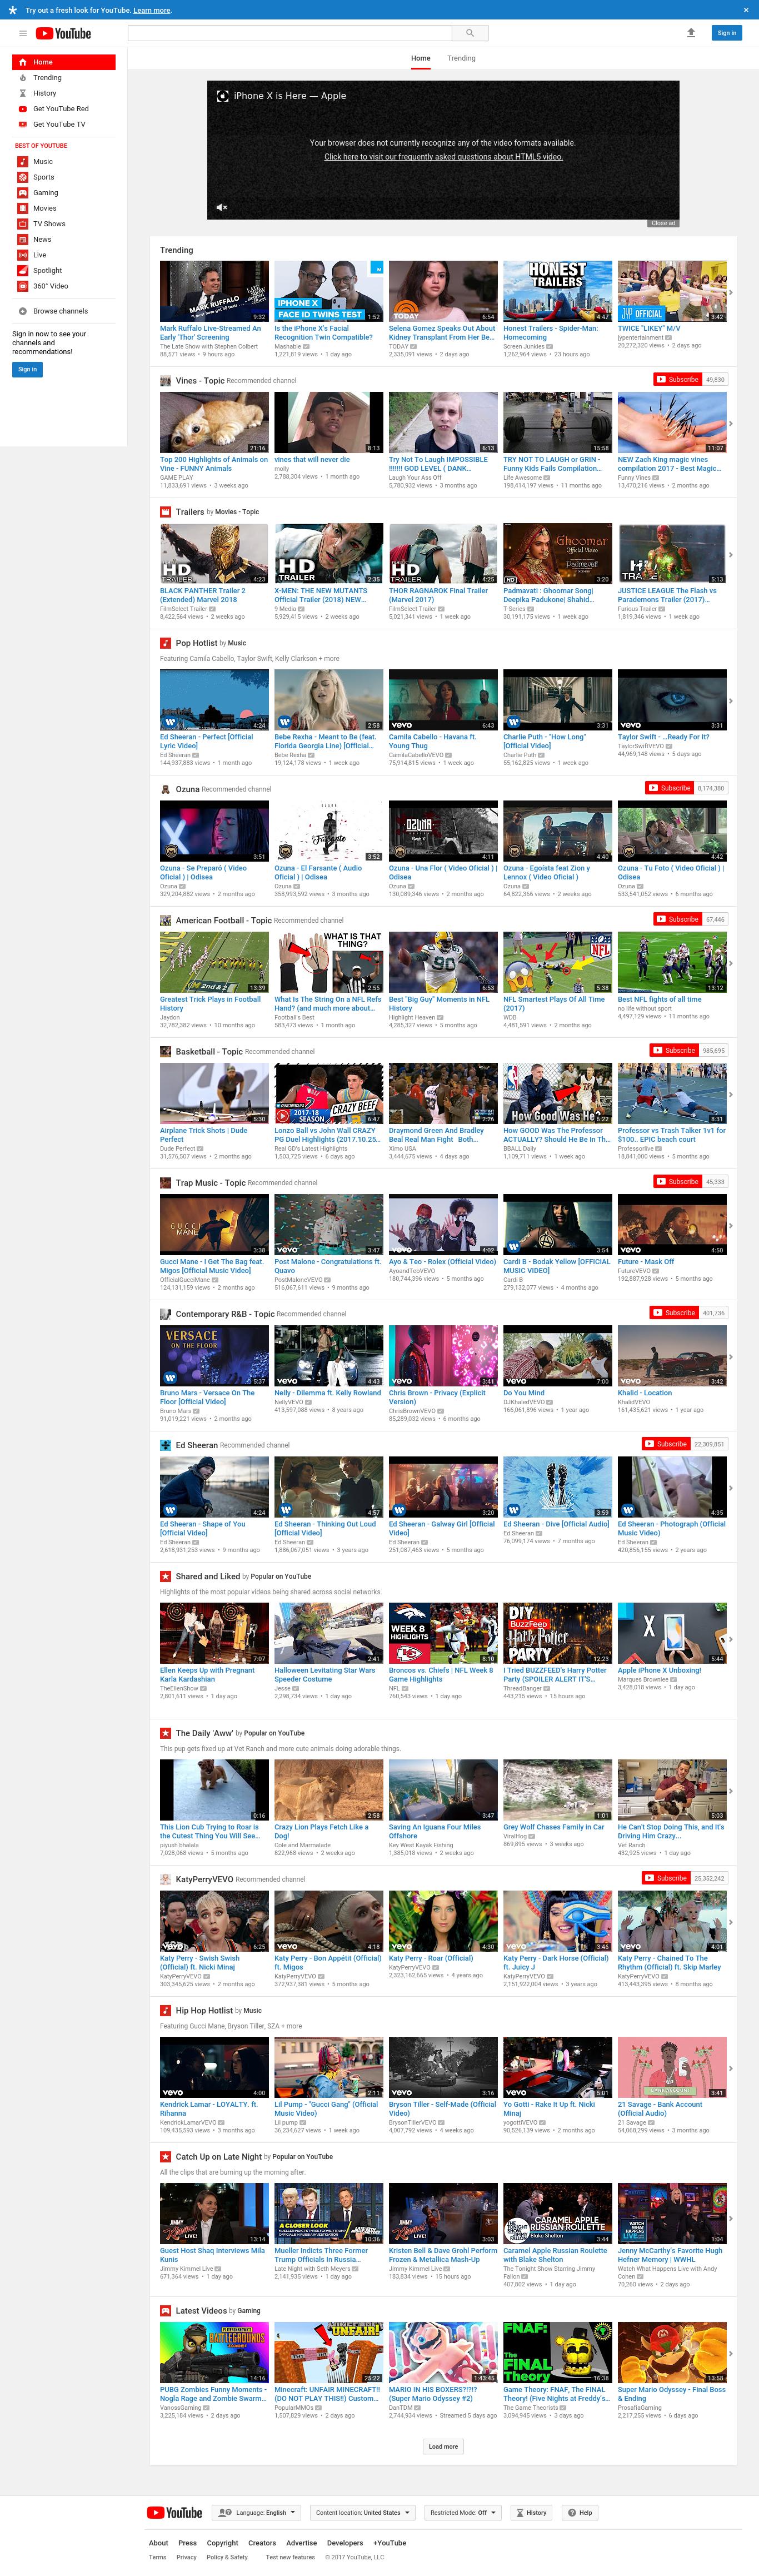 Try out a fresh look for YouTube. Learn more.
YouTube
Sign in
Home
Trending
Home
Trending
History
Get YouTube Red
Get YouTube TV
BEST OF YOUTUBE
Music
Sports
Gaming
Movies
TV Shows
News
Live
Spotlight
360° Video
Browse channels
Sign in now to see your
channels and
recommendations!
Sign in
iPhone X is Here — Apple
Your browser does not currently recognize any of the video formats available.
Click here to visit our frequently asked questions about HTML5 video.
Close ad
Trending
Mark Ruffalo Live-Streamed An
Early 'Thor' Screening
The Late Show with Stephen Colbert
88,571 views • 9 hours ago
Is the iPhone X's Facial
Recognition Twin Compatible?
Mashable
1,221,819 views • 1 day ago
Selena Gomez Speaks Out About
Kidney Transplant From Her Be...
TODAY
2,335,091 views • 2 days ago
Honest Trailers - Spider-Man:
Homecoming
Screen Junkies
1,262,964 views • 23 hours ago
TWICE "LIKEY" M/V
jypentertainment
20,272,320 views • 2 days ago
Vines - Topic Recommended channel
Subscribe 49,830
Top 200 Highlights of Animals on
Vine - FUNNY Animals
GAME PLAY
11,833,691 views • 3 weeks ago
vines that will never die
molly
2,788,304 views • 1 month ago
Try Not To Laugh IMPOSSIBLE
!!!!!!! GOD LEVEL ( DANK...
Laugh Your Ass Off
5,780,932 views • 3 months ago
TRY NOT TO LAUGH or GRIN -
Funny Kids Fails Compilation...
Life Awesome
198,414,197 views • 11 months ago
NEW Zach King magic vines
compilation 2017 - Best Magic...
Funny Vines
13,470,216 views • 2 months ago
Trailers by Movies - Topic
BLACK PANTHER Trailer 2
(Extended) Marvel 2018
FilmSelect Trailer
8,422,564 views • 2 weeks ago
X-MEN: THE NEW MUTANTS
Official Trailer (2018) NEW...
9 Media
5,929,415 views • 2 weeks ago
THOR RAGNAROK Final Trailer
(Marvel 2017)
FilmSelect Trailer
5,021,341 views • 1 week ago
Padmavati : Ghoomar Song|
Deepika Padukone| Shahid...
T-Series
30,191,175 views • 1 week ago
JUSTICE LEAGUE The Flash vs
Parademons Trailer (2017)...
Furious Trailer
1,819,346 views • 1 week ago
Pop Hotlist by Music
Featuring Camila Cabello, Taylor Swift, Kelly Clarkson + more
Ed Sheeran - Perfect [Official
Lyric Video]
Ed Sheeran
144,937,883 views • 1 month ago
Bebe Rexha - Meant to Be (feat.
Florida Georgia Line) [Official...
Bebe Rexha
19,124,178 views • 1 week ago
Camila Cabello - Havana ft.
Young Thug
CamilaCabelloVEVO
75,914,815 views • 1 week ago
Charlie Puth - "How Long"
[Official Video]
Charlie Puth
55,162,825 views • 1 week ago
Taylor Swift - ...Ready For It?
TaylorSwiftVEVO
44,969,148 views • 5 days ago
Ozuna Recommended channel
Subscribe 8,174,380
Ozuna - Se Preparó ( Video
Oficial ) | Odisea
Ozuna
329,204,882 views • 2 months ago
Ozuna - El Farsante ( Audio
Oficial ) | Odisea
Ozuna
358,993,592 views • 3 months ago
Ozuna - Una Flor ( Video Oficial ) |
Odisea
Ozuna
130,089,346 views • 2 months ago
Ozuna - Egoista feat Zion y
Lennox ( Video Oficial )
Ozuna
64,822,366 views • 2 weeks ago
Ozuna - Tu Foto ( Video Oficial ) |
Odisea
Ozuna
533,541,052 views • 6 months ago
American Football - Topic Recommended channel
Subscribe 67,446
Greatest Trick Plays in Football
History
Jaydon
32,782,382 views • 10 months ago
What Is The String On a NFL Refs
Hand? (and much more about...
Football's Best
583,473 views • 1 month ago
Best "Big Guy" Moments in NFL
History
Highlight Heaven
4,285,327 views • 5 months ago
NFL Smartest Plays Of All Time
(2017)
WDB
4,481,591 views • 2 months ago
Best NFL fights of all time
no life without sport
4,497,129 views • 11 months ago
Basketball - Topic Recommended channel
Subscribe 985,695
Airplane Trick Shots | Dude
Perfect
Dude Perfect
31,576,507 views • 2 months ago
Lonzo Ball vs John Wall CRAZY
PG Duel Highlights (2017.10.25...
Real GD's Latest Highlights
1,503,725 views • 6 days ago
Draymond Green And Bradley
Beal Real Man Fight Both...
Ximo USA
3,444,675 views • 4 days ago
How GOOD Was The Professor
ACTUALLY? Should He Be In Th...
BBALL Daily
1,109,711 views • 1 week ago
Professor vs Trash Talker 1v1 for
$100.. EPIC beach court
Professorlive
18,841,000 views • 5 months ago
Trap Music - Topic Recommended channel
Subscribe 45,333
Gucci Mane - I Get The Bag feat.
Migos [Official Music Video]
OfficialGucciMane
124,131,159 views • 2 months ago
Post Malone - Congratulations ft.
Quavo
PostMaloneVEVO
516,067,611 views • 9 months ago
Ayo & Teo - Rolex (Official Video)
AyoandTeoVEVO
180,744,396 views • 5 months ago
Cardi B - Bodak Yellow [OFFICIAL
MUSIC VIDEO]
Cardi B
279,132,077 views • 4 months ago
Future - Mask Off
FutureVEVO
192,887,928 views • 5 months ago
Contemporary R&B - Topic Recommended channel
Subscribe 401,736
Bruno Mars - Versace On The
Floor [Official Video]
Bruno Mars
91,019,221 views • 2 months ago
Nelly - Dilemma ft. Kelly Rowland
NellyVEVO
413,597,088 views • 8 years ago
Chris Brown - Privacy (Explicit
Version)
ChrisBrownVEVO
85,289,032 views • 6 months ago
Do You Mind
DJKhaledVEVO
166,061,896 views • 1 year ago
Khalid - Location
KhalidVEVO
161,435,621 views • 1 year ago
Ed Sheeran Recommended channel
Subscribe 22,309,851
Ed Sheeran - Shape of You
[Official Video]
Ed Sheeran
2,618,931,253 views • 9 months ago
Ed Sheeran - Thinking Out Loud
[Official Video]
Ed Sheeran
1,886,067,051 views • 3 years ago
Ed Sheeran - Galway Girl [Official
Video]
Ed Sheeran
251,087,463 views • 5 months ago
Ed Sheeran - Dive [Official Audio]
Ed Sheeran
76,099,174 views • 7 months ago
Ed Sheeran - Photograph (Official
Music Video)
Ed Sheeran
420,856,155 views • 2 years ago
Shared and Liked by Popular on YouTube
Highlights of the most popular videos being shared across social networks
Ellen Keeps Up with Pregnant
Karla Kardashian
TheEllenShow
2,801,611 views • 1 day ago
Halloween Levitating Star Wars
Speeder Costume
Jesse
2,298,734 views • 1 day ago
Broncos vs. Chiefs | NFL Week 8
Game Highlights
NFL
760,543 views • 1 day ago
I Tried BUZZFEED's Harry Potter
Party (SPOILER ALERT IT'S...
ThreadBanger
443,215 views • 15 hours ago
Apple iPhone X Unboxing!
Marques Brownlee
3,428,018 views • 1 day ago
The Daily 'Aww' by Popular on YouTube
This pup gets fixed up at Vet Ranch and more cute animals doing adorable things.
This Lion Cub Trying to Roar is
the Cutest Thing You Will See...
piyush bhalala
7,028,068 views • 5 months ago
Crazy Lion Plays Fetch Like a
Dog!
Cole and Marmalade
822,968 views • 2 weeks ago
Saving An Iguana Four Miles
Offshore
Key West Kayak Fishing
1,385,018 views • 2 weeks ago
Grey Wolf Chases Family in Car
ViralHog
869,895 views • 3 weeks ago
He Can't Stop Doing This, and It's
Driving Him Crazy...
Vet Ranch
432,925 views • 1 day ago
KatyPerryVEVO Recommended channel
Subscribe 25,352,242
Katy Perry - Swish Swish
(Official) ft. Nicki Minaj
KatyPerryVEVO
303,345,625 views • 2 months ago
Katy Perry - Bon Appétit (Official)
ft. Migos
KatyPerryVEVO
372,937,381 views • 5 months ago
Katy Perry - Roar (Official)
KatyPerryVEVO
2,323,162,665 views • 4 years ago
Katy Perry - Dark Horse (Official)
ft. Juicy J
KatyPerryVEVO
2,151,922,004 views • 3 years ago
Katy Perry - Chained To The
Rhythm (Official) ft. Skip Marley
KatyPerryVEVO
413,443,395 views • 8 months ago
Hip Hop Hotlist by Music
Featuring Gucci Mane, Bryson Tiller, SZA + more
Kendrick Lamar - LOYALTY. ft.
Rihanna
KendrickLamarVEVO
109,435,593 views • 3 months ago
Lil Pump - "Gucci Gang" (Official
Music Video)
Lil pump
36,234,627 views • 1 week ago
Bryson Tiller - Self-Made (Official
Video)
BrysonTillerVEVO
4,007,792 views • 4 weeks ago
Yo Gotti - Rake It Up ft. Nicki
Minaj
yogottiVEVO
90,526,139 views • 2 months ago
21 Savage - Bank Account
(Official Audio)
21 Savage
54,068,299 views • 3 months ago
Catch Up on Late Night by Popular on YouTube
All the clips that are burning up the morning after.
Guest Host Shaq Interviews Mila
Kunis
Jimmy Kimmel Live
671,364 views • 1 day ago
Mueller Indicts Three Former
Trump Officials In Russia...
Late Night with Seth Meyers
2,141,935 views • 1 day ago
Kristen Bell & Dave Grohl Perform
Frozen & Metallica Mash-Up
Jimmy Kimmel Live
183,834 views • 15 hours ago
Caramel Apple Russian Roulette
with Blake Shelton
The Tonight Show Starring Jimmy
Fallon
407,802 views • 1 day ago
Jenny McCarthy's Favorite Hugh
Hefner Memory | WWHL
Watch What Happens Live with Andy
Cohen
70,260 views • 2 days ago
Latest Videos by Gaming
PUBG Zombies Funny Moments -
Nogla Rage and Zombie Swarm...
VanossGaming
3,225,184 views • 2 days ago
Minecraft: UNFAIR MINECRAFT!!
(DO NOT PLAY THIS!!) Custom...
PopularMMOs
1,507,829 views • 2 days ago
MARIO IN HIS BOXERS?!?!?
(Super Mario Odyssey #2)
DanTDM
2,744,934 views • Streamed 5 days ago
Game Theory: FNAF, The FINAL
Theory! (Five Nights at Freddy's...
The Game Theorists
3,094,945 views • 3 days ago
Super Mario Odyssey - Final Boss
& Ending
ProsafiaGaming
2,217,255 views • 6 days ago
Load more
YouTube
Language: English
Content location: United States
Restricted Mode: Off
History
Help
About Press Copyright Creators Advertise Developers +YouTube
Terms Privacy Policy & Safety Test new features © 2017 YouTube, LLC